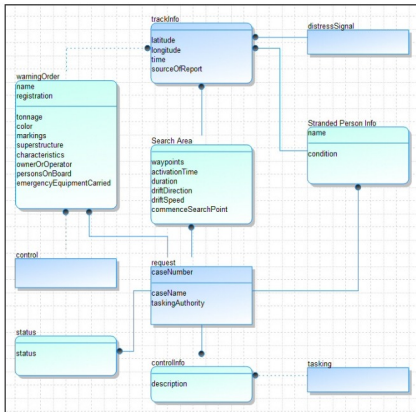 trackInfo
latitude
longitude
time
sourceOfReport
distressSignal
warningOrder
name
registration
tonnage
color
markings
superstructure
characteristics
ownerOrOperator
personsOnBoard
emergencyEquipmentCarried
Search Area
waypoints
activationTime
duration
driftDirection
driftSpeed
commenceSearchPoint
Stranded Person Info
name
condition
control
request
caseNumber
caseName
taskingAuthority
status
status
controlInfo
description
tasking